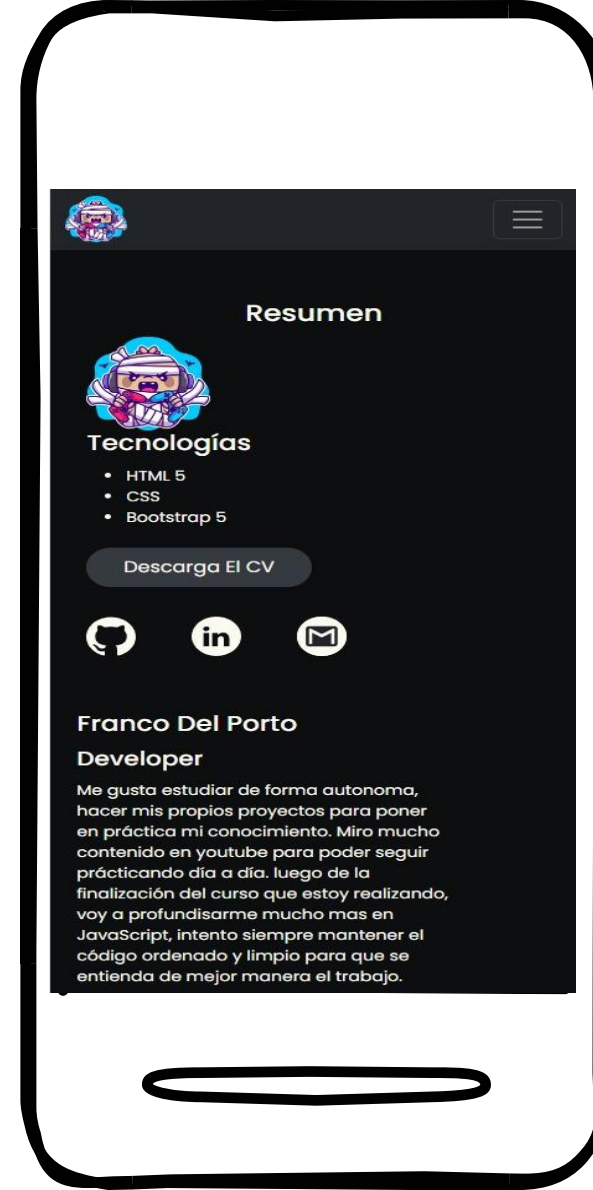 Resumen
Tecnologías
HTML 5
CSS
Bootstrap 5
Descarga El CV
in
Franco Del Porto
Developer
Me gusta estudiar de forma autonoma,
hacer mis propios proyectos para poner
en práctica mi conocimiento. Miro mucho
contenido en youtube para poder seguir
prácticando día a día. luego de la
finalización del curso que estoy realizando,
voy a profundisarme mucho mas en
JavaScript, intento siempre mantener el
código ordenado y limpio para que se
entienda de mejor manera el trabajo.